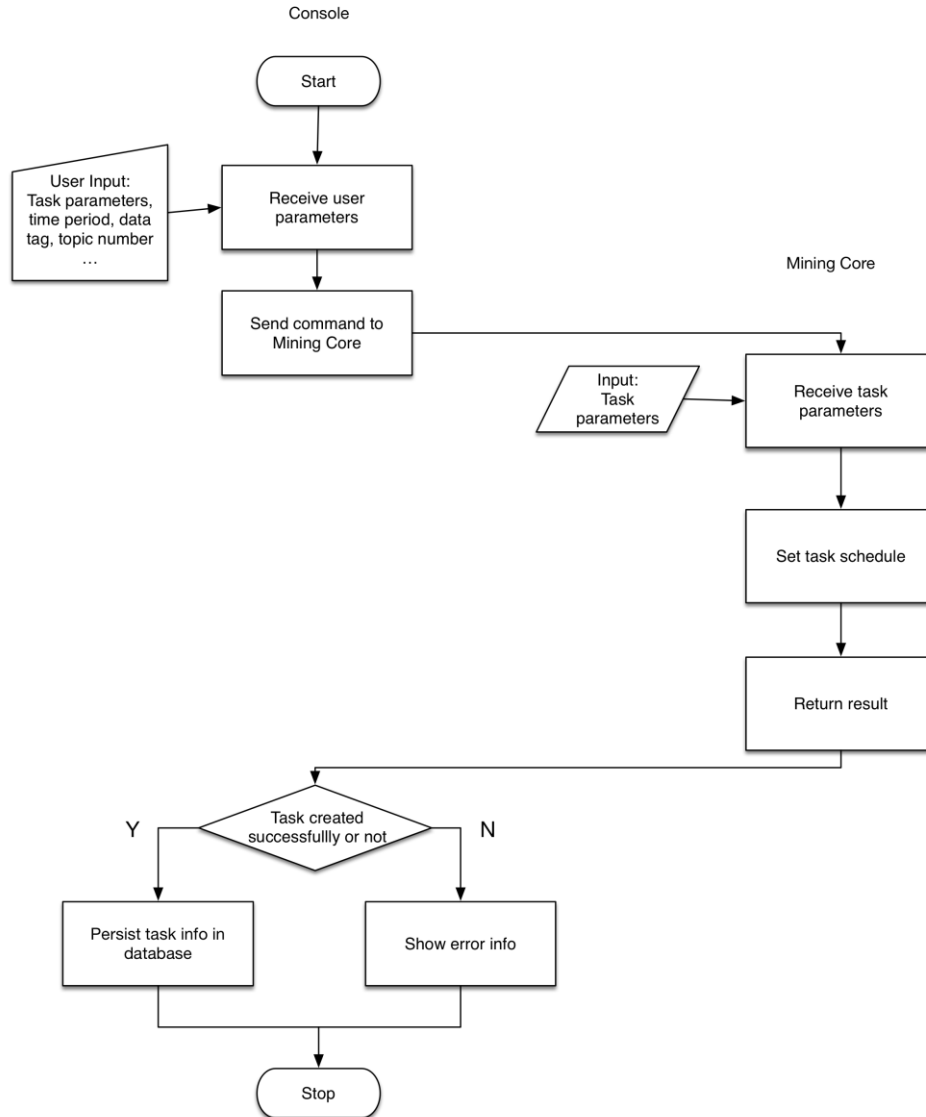 Console
Start
User Input:
Task parameters,
time period, data
tag, topic number
…
Receive user
parameters
Mining Core
Send command to
Mining Core
Input:
Task
parameters
Receive task
parameters
Set task schedule
Return result
Task created
successfullly or not
Y
N
Persist task info in
database
Show error info
Stop